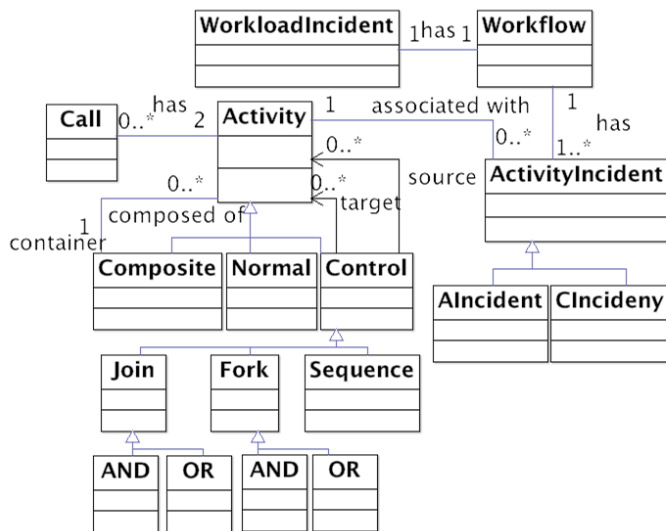 WorkloadIncident
1
has
1
Workflow
Call
0..*
has
2
Activity
1
associated with
0..*
1
has
1..*
0..*
source
ActivityIncident
0..*
0..*
target
composed of
1
container
Composite
Normal
Control
AIncident
CIncideny
Join
Fork
Sequence
AND
OR
AND
OR